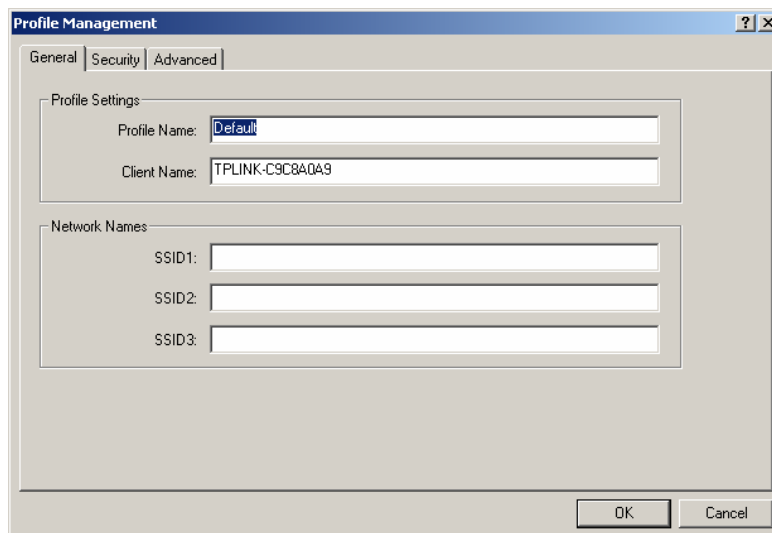 Profile Management
General Security Advanced
Profile Settings
Profile Name: Default
Client Name: TPLINK-C9C8A0A9
Network Names
SSID1:
SSID2:
SSID3:
OK Cancel